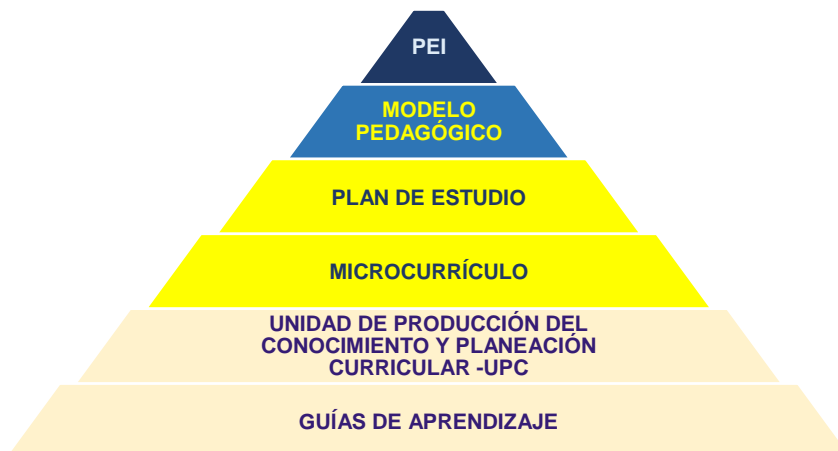 PEI
MODELO
PEDAGÓGICO
PLAN DE ESTUDIO
MICROCURRÍCULO
UNIDAD DE PRODUCCIÓN DEL
CONOCIMIENTO Y PLANEACIÓN
CURRICULAR -UPC
GUÍAS DE APRENDIZAJE